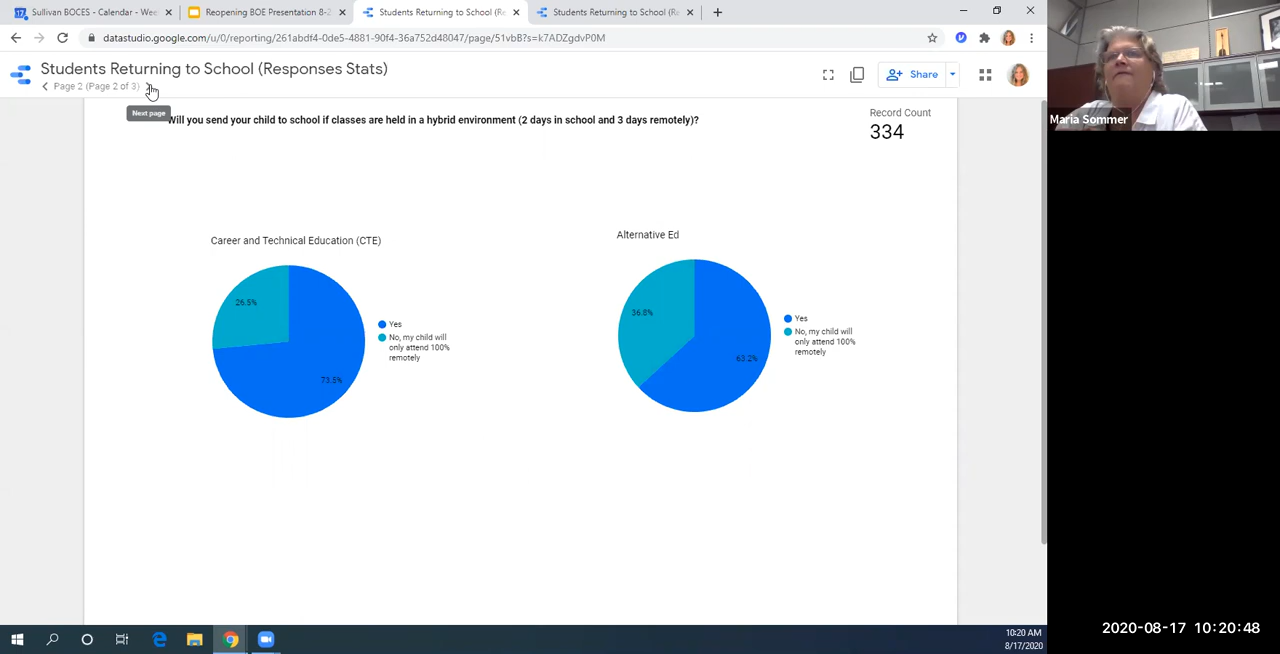 Sullivan BOCES - Calendar - Wee
Reopening BOE Presentation 8-2
Students Returning to School (Re
Students Returning to School (Re
datastudio.google.com/u/0/reporting/261abdf4-0de5-4881-90f4-36a752d48047/page/51vbB?s=k7ADZgdvP0M
Students Returning to School (Responses Stats)
Page 2 (Page 2 of 3)
Share
Next page
Will you send your child to school if classes are held in a hybrid environment (2 days in school and 3 days remotely)?
Record Count
334
Maria Sommer
Career and Technical Education (CTE)
26.5%
73.5%
Yes
No, my child will
only attend 100%
remotely
Alternative Ed
36.8%
63.2%
Yes
No, my child will
only attend 100%
remotely
10:20 AM
8/17/2020
2020-08-17 10:20:48